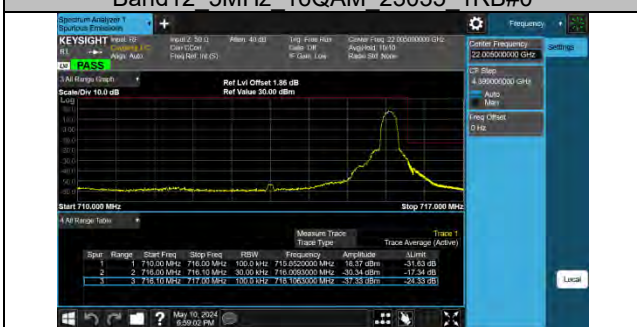 Band12_5MHz_16QAM_23035_1RB#0
Spectrum Analyzer 1
Spurious Emissions
Frequency
KEYSIGHT
Input: RF
Input Z: 50 Ω
Atten: 40 dB
Trig: Free Run
Center Freq: 22.005000000 GHz
Align: Auto
Corr CCorr
Freq Ref: Int (S)
Gate: Off
IF Gain: Low
Avg|Hold: 10/10
Radio Std: None
PASS
Center Frequency
22.005000000 GHz
Settings
CF Step
4.399000000 GHz
Auto
Man
Freq Offset
0 Hz
3 All Range Graph
Scale/Div 10.0 dB
Ref Lvl Offset 1.86 dB
Ref Value 30.00 dBm
Log
Start 710.000 MHz
Stop 717.000 MHz
4 All Range Table
Measure Trace
Trace 1
Trace Type
Trace Average (Active)
Spur Range Start Freq Stop Freq RBW Frequency Amplitude ΔLimit
1 1 710.00 MHz 716.00 MHz 100.0 kHz 715.6520000 MHz 18.37 dBm -31.63 dB
2 2 716.00 MHz 716.10 MHz 30.00 kHz 716.0093000 MHz -30.34 dBm -17.34 dB
3 3 716.10 MHz 717.00 MHz 100.0 kHz 716.1063000 MHz -37.33 dBm -24.33 dB
Local
May 10, 2024
6:59:02 PM